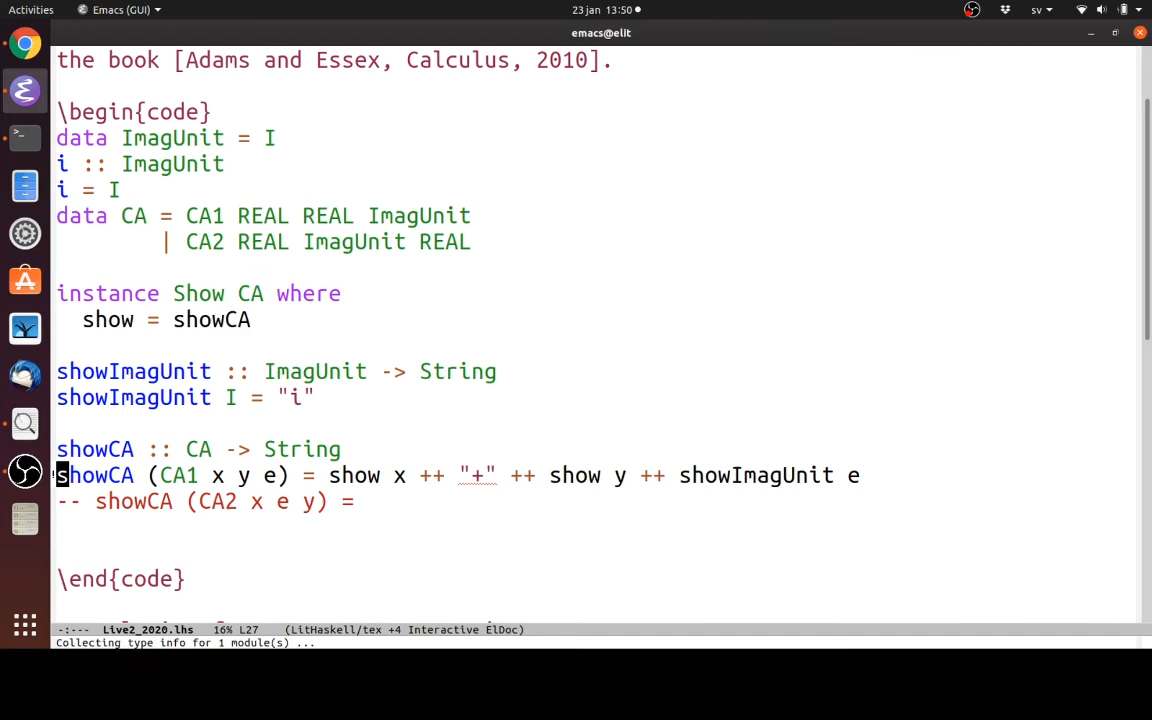 Activities
Emacs (GUI)
23 jan 13:50
sv
emacs@elit
the book [Adams and Essex, Calculus, 2010].
\begin{code}
data ImagUnit = I
i :: ImagUnit
i = I
data CA = CA1 REAL REAL ImagUnit
| CA2 REAL ImagUnit REAL
instance Show CA where
show = showCA
showImagUnit :: ImagUnit -> String
showImagUnit I = "i"
showCA :: CA -> String
showCA (CA1 x y e) = show x ++ "+" ++ show y ++ showImagUnit e
-- showCA (CA2 x e y) =
\end{code}
-:--- Live2_2020.lhs 16% L27 (LitHaskell/tex +4 Interactive ElDoc)
Collecting type info for 1 module(s) ...